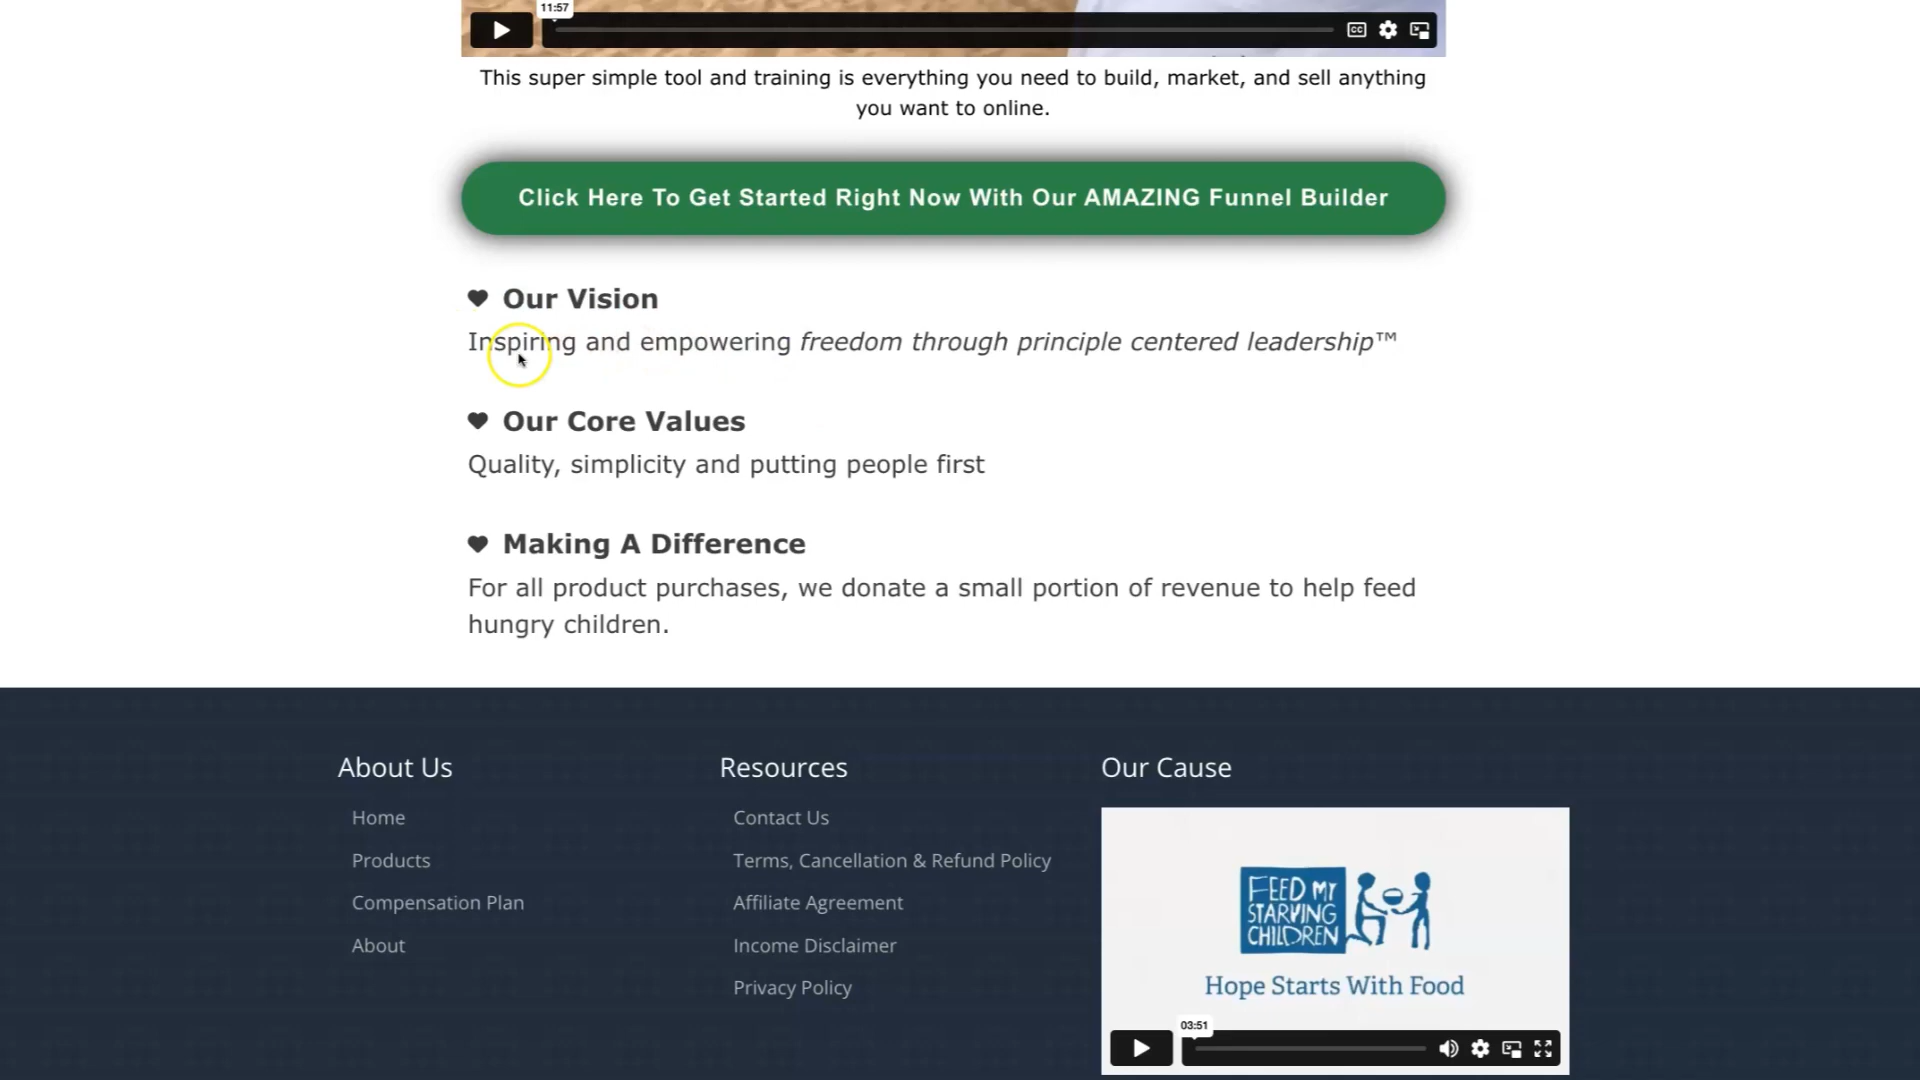 11:57
CC
This super simple tool and training is everything you need to build, market, and sell anything
you want to online.
Click Here To Get Started Right Now With Our AMAZING Funnel Builder
Our Vision
Inspiring and empowering freedom through principle centered leadership™
Our Core Values
Quality, simplicity and putting people first
Making A Difference
For all product purchases, we donate a small portion of revenue to help feed
hungry children.
About Us
Home
Products
Compensation Plan
About
Resources
Contact Us
Terms, Cancellation & Refund Policy
Affiliate Agreement
Income Disclaimer
Privacy Policy
Our Cause
FEED MY
STARVING
CHILDREN
Hope Starts With Food
03:51